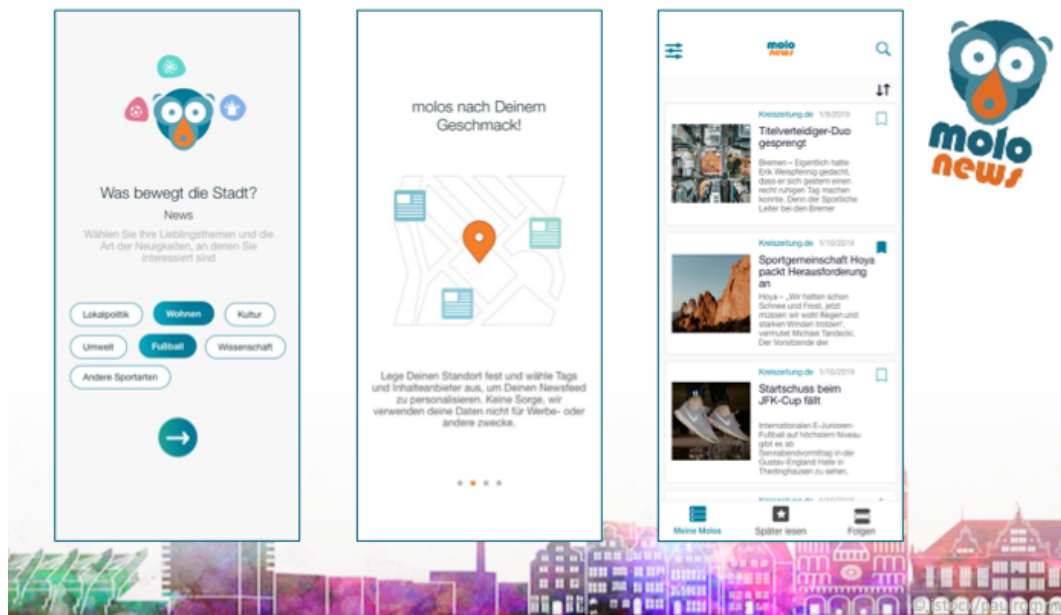 Was bewegt die Stadt?
News
Wählen Sie Ihre Lieblingsthemen und die
Art der Neuigkeiten, an denen Sie
interessiert sind
Lokalpolitik
Wohnen
Kultur
Umwelt
Fußball
Wissenschaft
Andere Sportarten
molos nach Deinem
Geschmack!
Lege Deinen Standort fest und wähle Tags
und Inhalteanbieter aus, um Deinen Newsfeed
zu personalisieren. Keine Sorge, wir
verwenden deine Daten nicht für Werbe- oder
andere zwecke.
molo
news
Kreiszeitung.de 1/9/2019
Titelverteidiger-Duo
gesprengt
Bremen – Eigentlich hatte
Erik Weispfennig gedacht,
dass er sich gestern einen
recht ruhigen Tag machen
konnte. Denn der Sportliche
Leiter bei den Bremer
Kreiszeitung.de 1/10/2019
Sportgemeinschaft Hoya
packt Herausforderung
an
Hoya – „Wir hatten schon
Schnee und Frost, jetzt
müssen wir wohl Regen und
starken Winden trotzen“,
vermutet Michael Tandecki.
Der Vorsitzende der
Kreiszeitung.de 1/10/2019
Startschuss beim
JFK-Cup fällt
Internationalen E-Junioren-
Fußball auf höchstem Niveau
gibt es ab
Sannabendvormittag in der
Gustav-England Halle in
Thedinghausen zu sehen,
Meine Molos
Später lesen
Folgen
molo
news